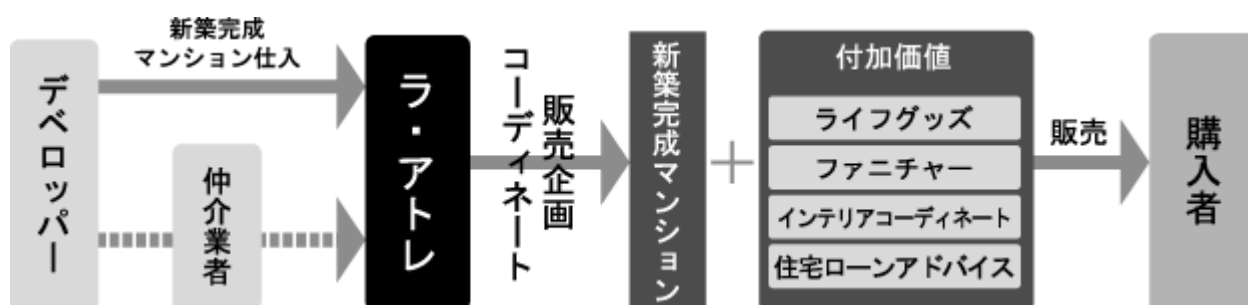 デベロッパー
新築完成
マンション仕入
仲介業者
ラ・アトレ
販売企画
コーディネート
新築完成マンション
＋
付加価値
ライフグッズ
ファニチャー
インテリアコーディネート
住宅ローンアドバイス
販売
購入者